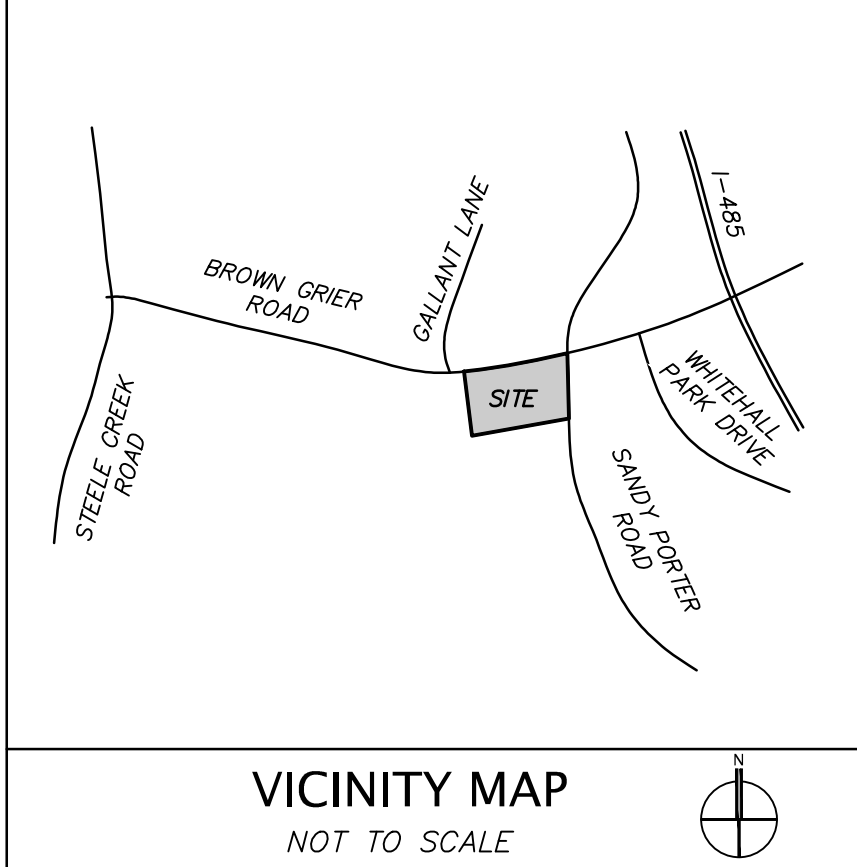 I-485
GALLANT LANE
BROWN GRIER
ROAD
SITE
WHITEHALL
PARK DRIVE
STEELE CREEK
ROAD
SANDY PORTER
ROAD
VICINITY MAP
N
NOT TO SCALE